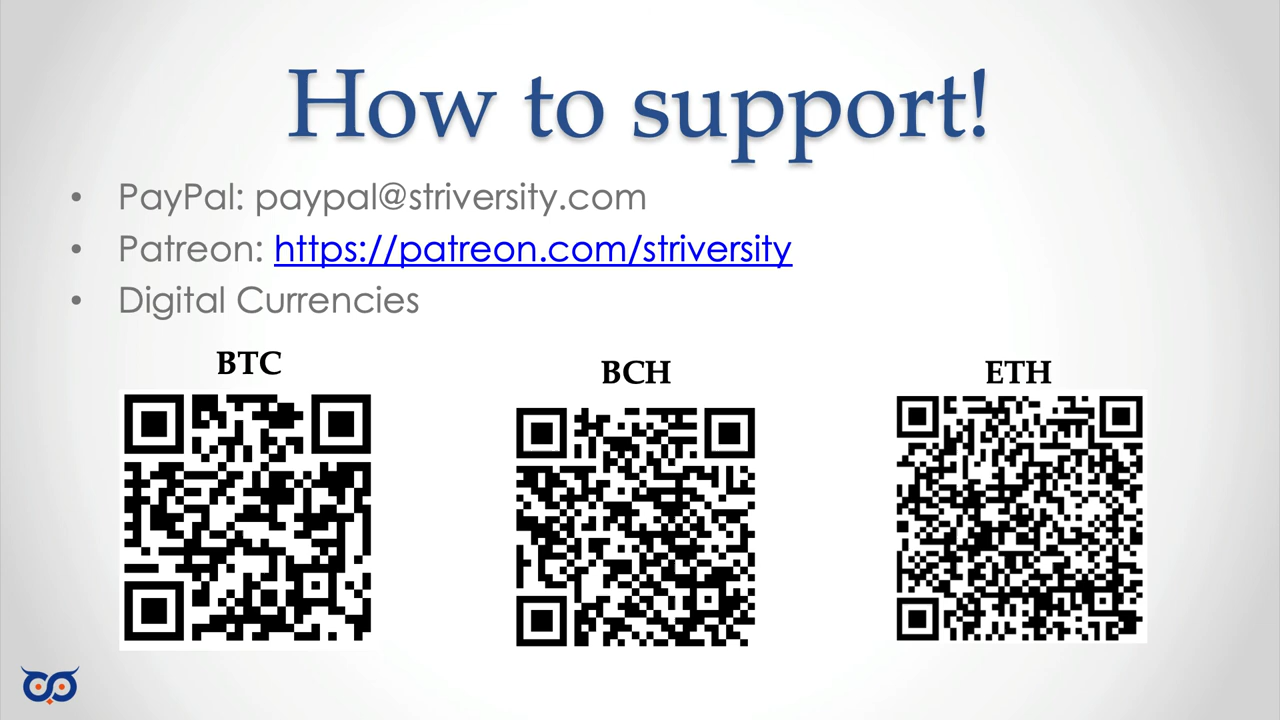 How to support!
• PayPal: paypal@striversity.com
• Patreon: https://patreon.com/striversity
• Digital Currencies
BTC
BCH
ETH